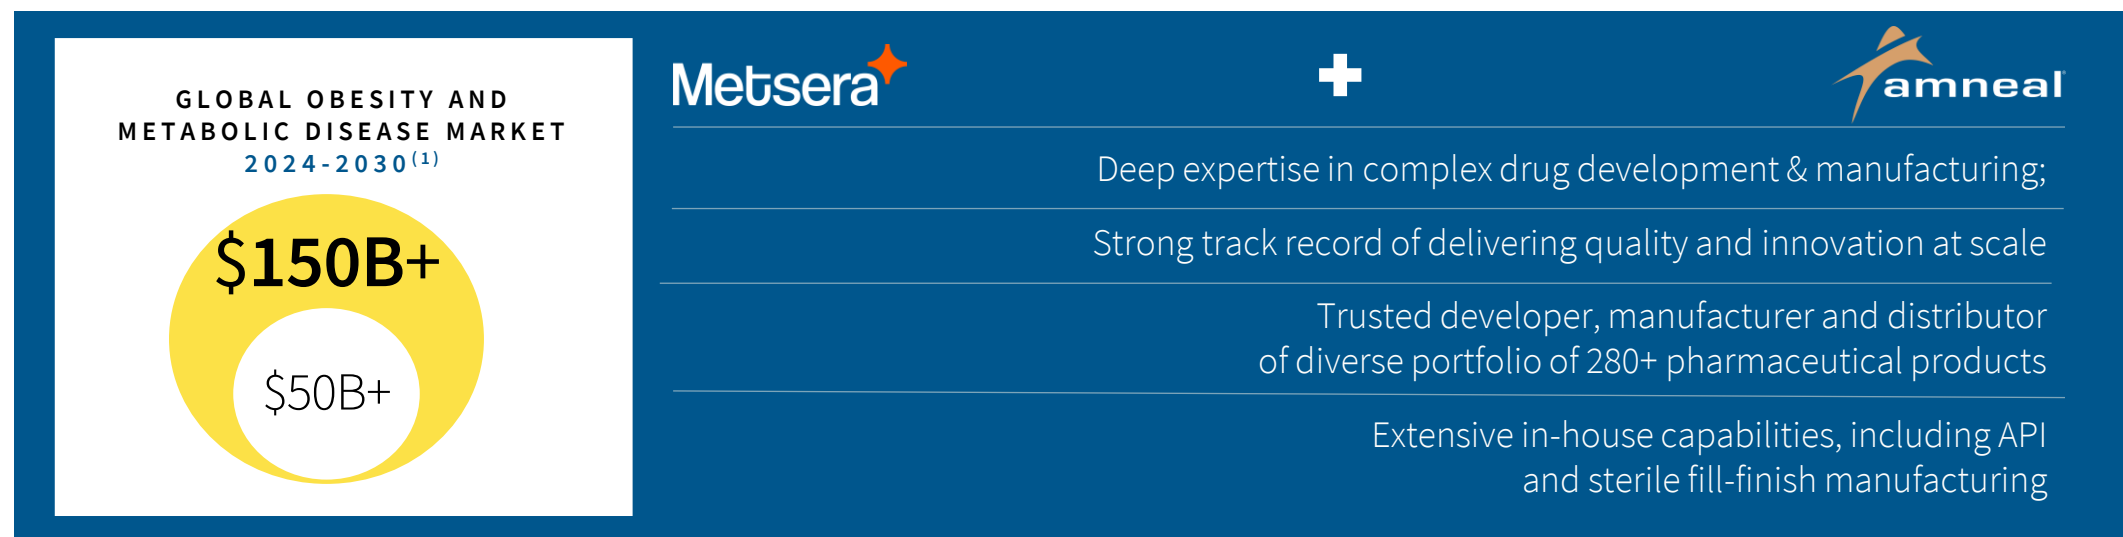 GLOBAL OBESITY AND
METABOLIC DISEASE MARKET
2024-2030(1)
$150B+
$50B+
Metsera
+
amneal
Deep expertise in complex drug development & manufacturing;
Strong track record of delivering quality and innovation at scale
Trusted developer, manufacturer and distributor
of diverse portfolio of 280+ pharmaceutical products
Extensive in-house capabilities, including API
and sterile fill-finish manufacturing